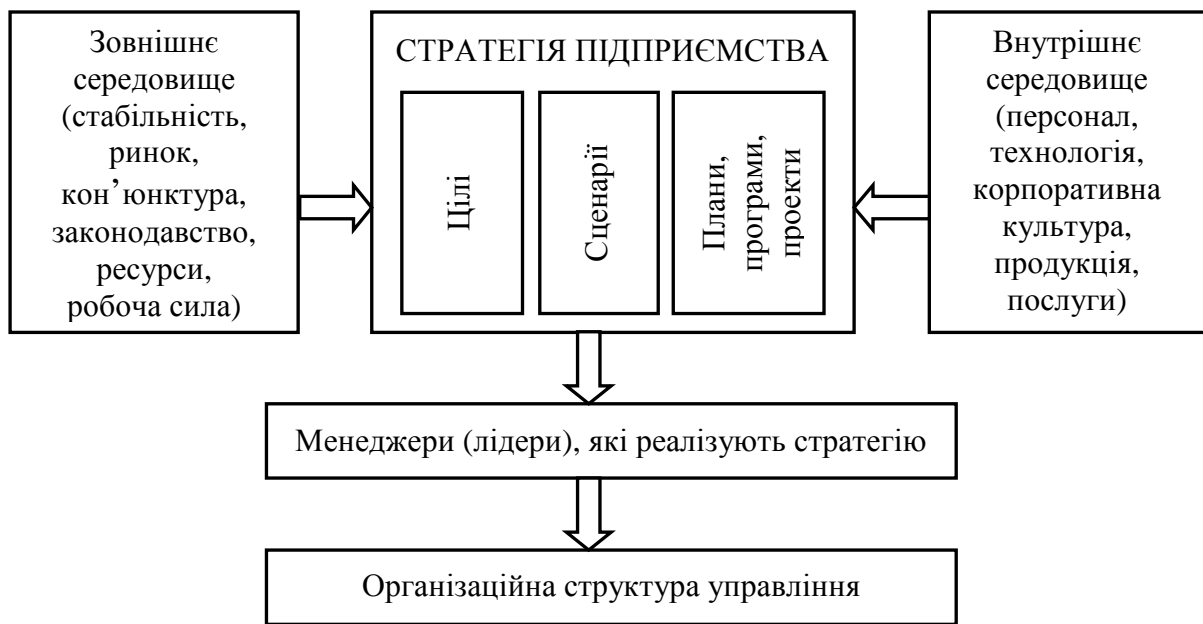 Зовнішнє
середовище
(стабільність,
ринок,
кон’юнктура,
законодавство,
ресурси,
робоча сила)
СТРАТЕГІЯ ПІДПРИЄМСТВА
Цілі
Сценарії
Плани,
програми,
проекти
Внутрішнє
середовище
(персонал,
технологія,
корпоративна
культура,
продукція,
послуги)
Менеджери (лідери), які реалізують стратегію
Організаційна структура управління